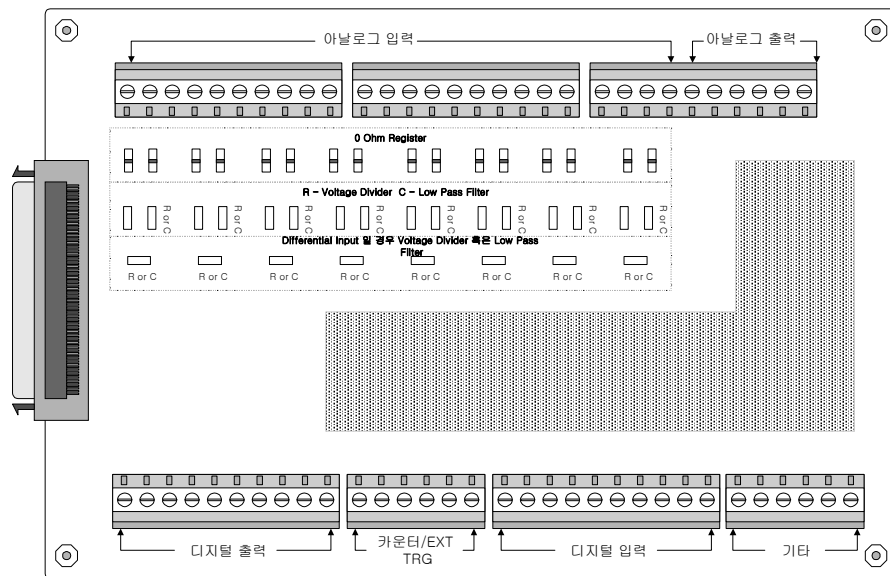 아날로그 입력 아날로그 출력
0 Ohm Register
R - Voltage Divider C - Low Pass Filter
R or C R or C R or C R or C R or C R or C R or C R or C
Differential Input 일 경우 Voltage Divider 혹은 Low Pass
Filter
R or C R or C R or C R or C R or C R or C R or C R or C
디지털 출력 카운터/EXT 디지털 입력 기타
TRG